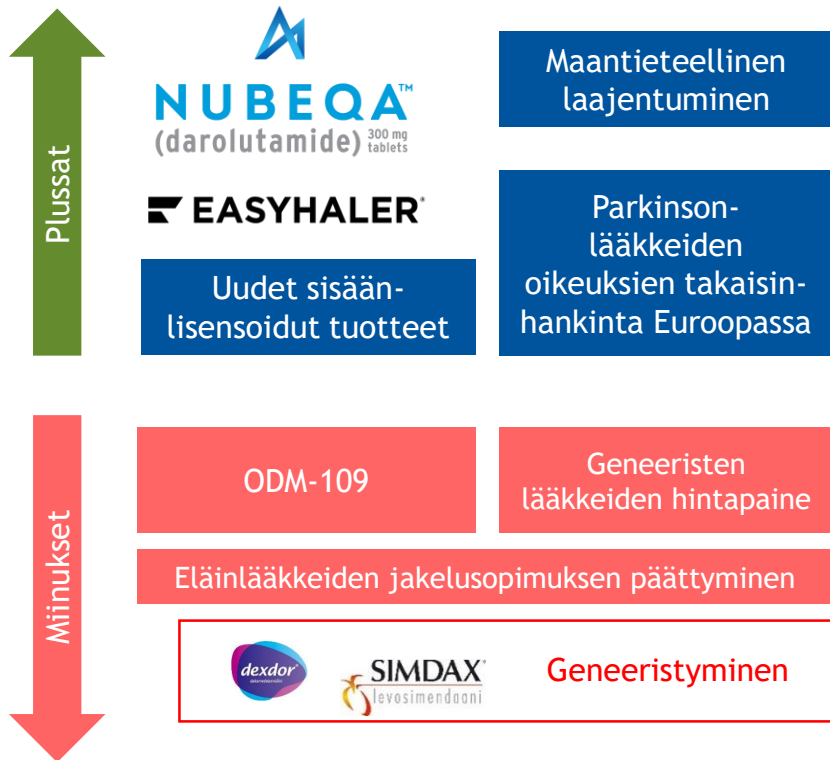 Plussat
NUBEQA™
(darolutamide) 300 mg tablets
EASYHALER®
Uudet sisään-
lisensoidut tuotteet
Maantieteellinen
laajentuminen
Parkinson-
lääkkeiden
oikeuksien takaisin-
hankinta Euroopassa
Miinukset
ODM-109
Geneeristen
lääkkeiden hintapaine
Eläinlääkkeiden jakelusopimuksen päättyminen
dexdor®
SIMDAX®
levosimendaani
Geneeristyminen